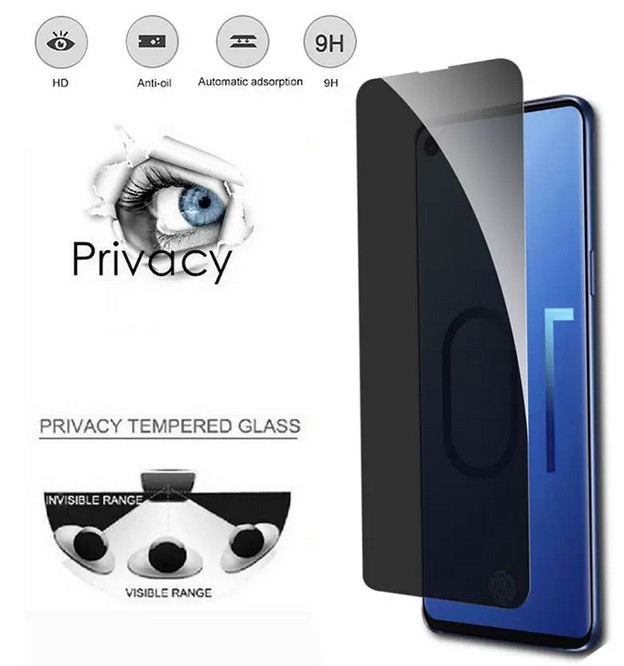 9H
HD
Anti-oil
Automatic adsorption
9H
Privacy
PRIVACY TEMPERED GLASS
INVISIBLE RANGE
VISIBLE RANGE